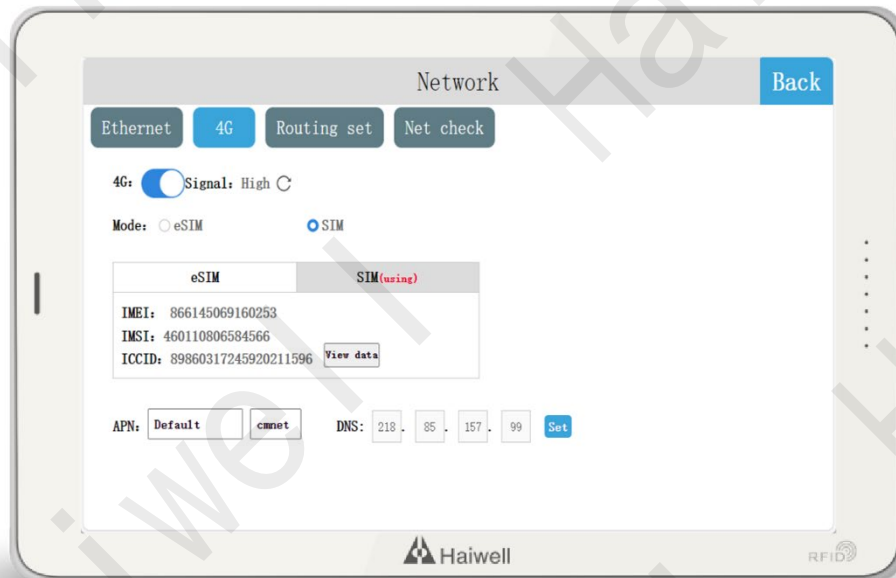 Network
Back
Ethernet
4G
Routing set
Net check
4G: Signal: High
Mode: eSIM SIM
eSIM
SIM(using)
IMEI: 866145069160253
IMSI: 460110806584566
ICCID: 89860317245920211596 View data
APN: Default cmnet DNS: 218 . 85 . 157 . 99 Set
Haiwell
RFID
Haiwell